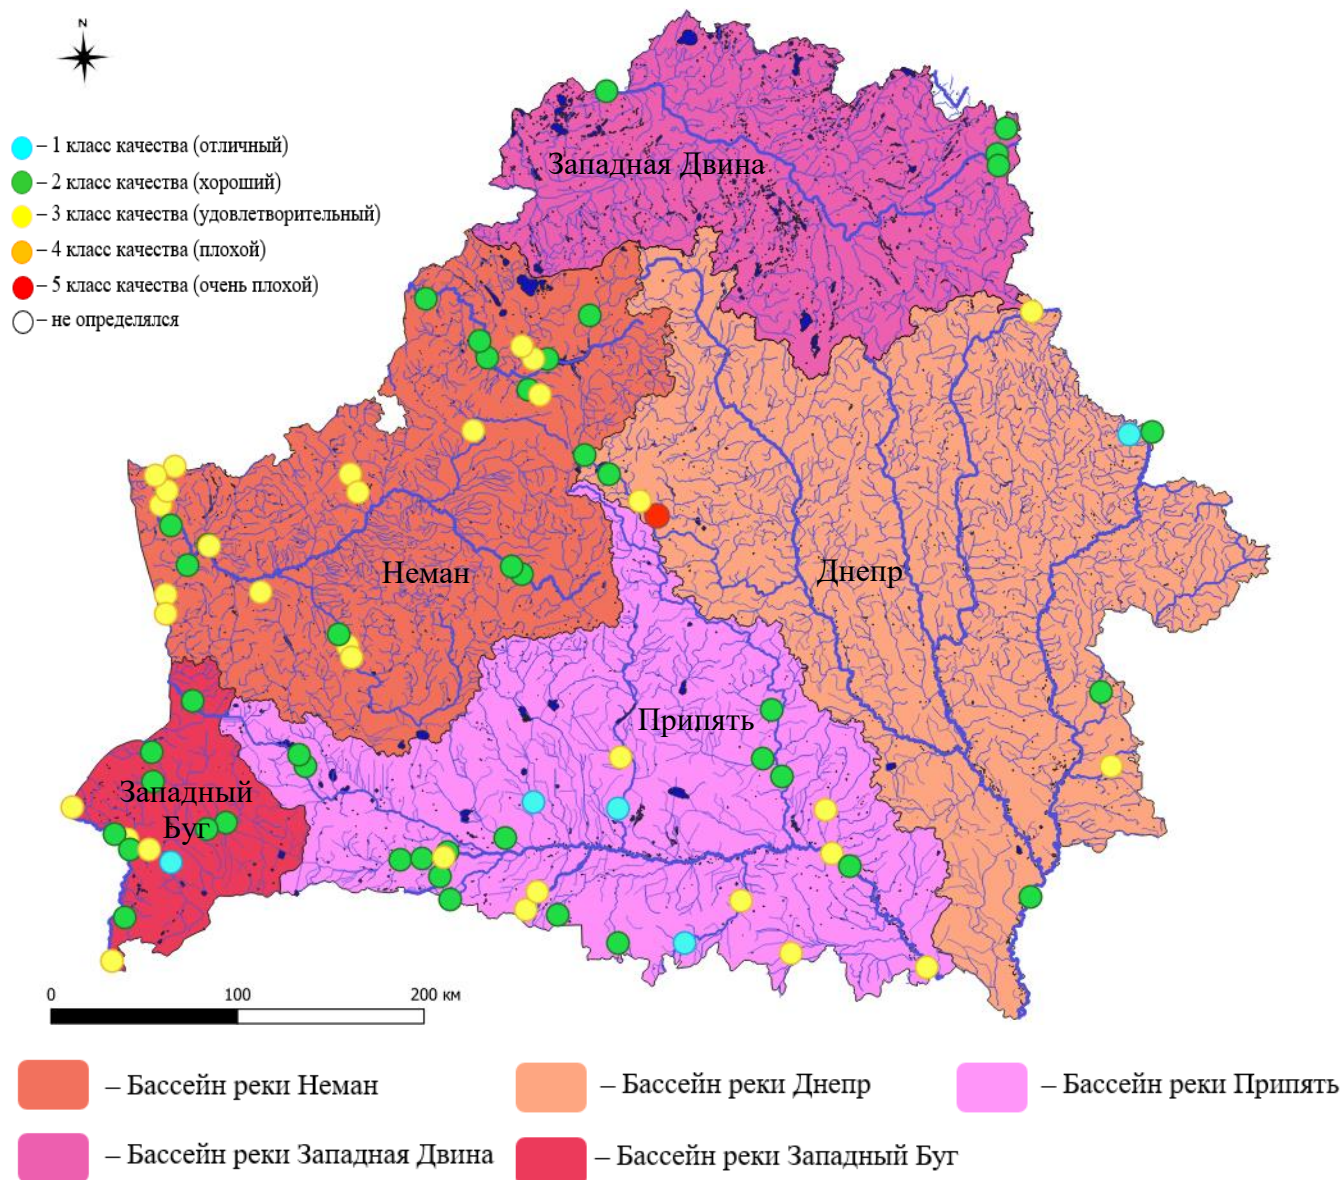 N
– 1 класс качества (отличный)
– 2 класс качества (хороший)
– 3 класс качества (удовлетворительный)
– 4 класс качества (плохой)
– 5 класс качества (очень плохой)
– не определялся
Западная Двина
Неман
Днепр
Припять
Западный
Буг
0 100 200 км
– Бассейн реки Неман
– Бассейн реки Днепр
– Бассейн реки Припять
– Бассейн реки Западная Двина
– Бассейн реки Западный Буг